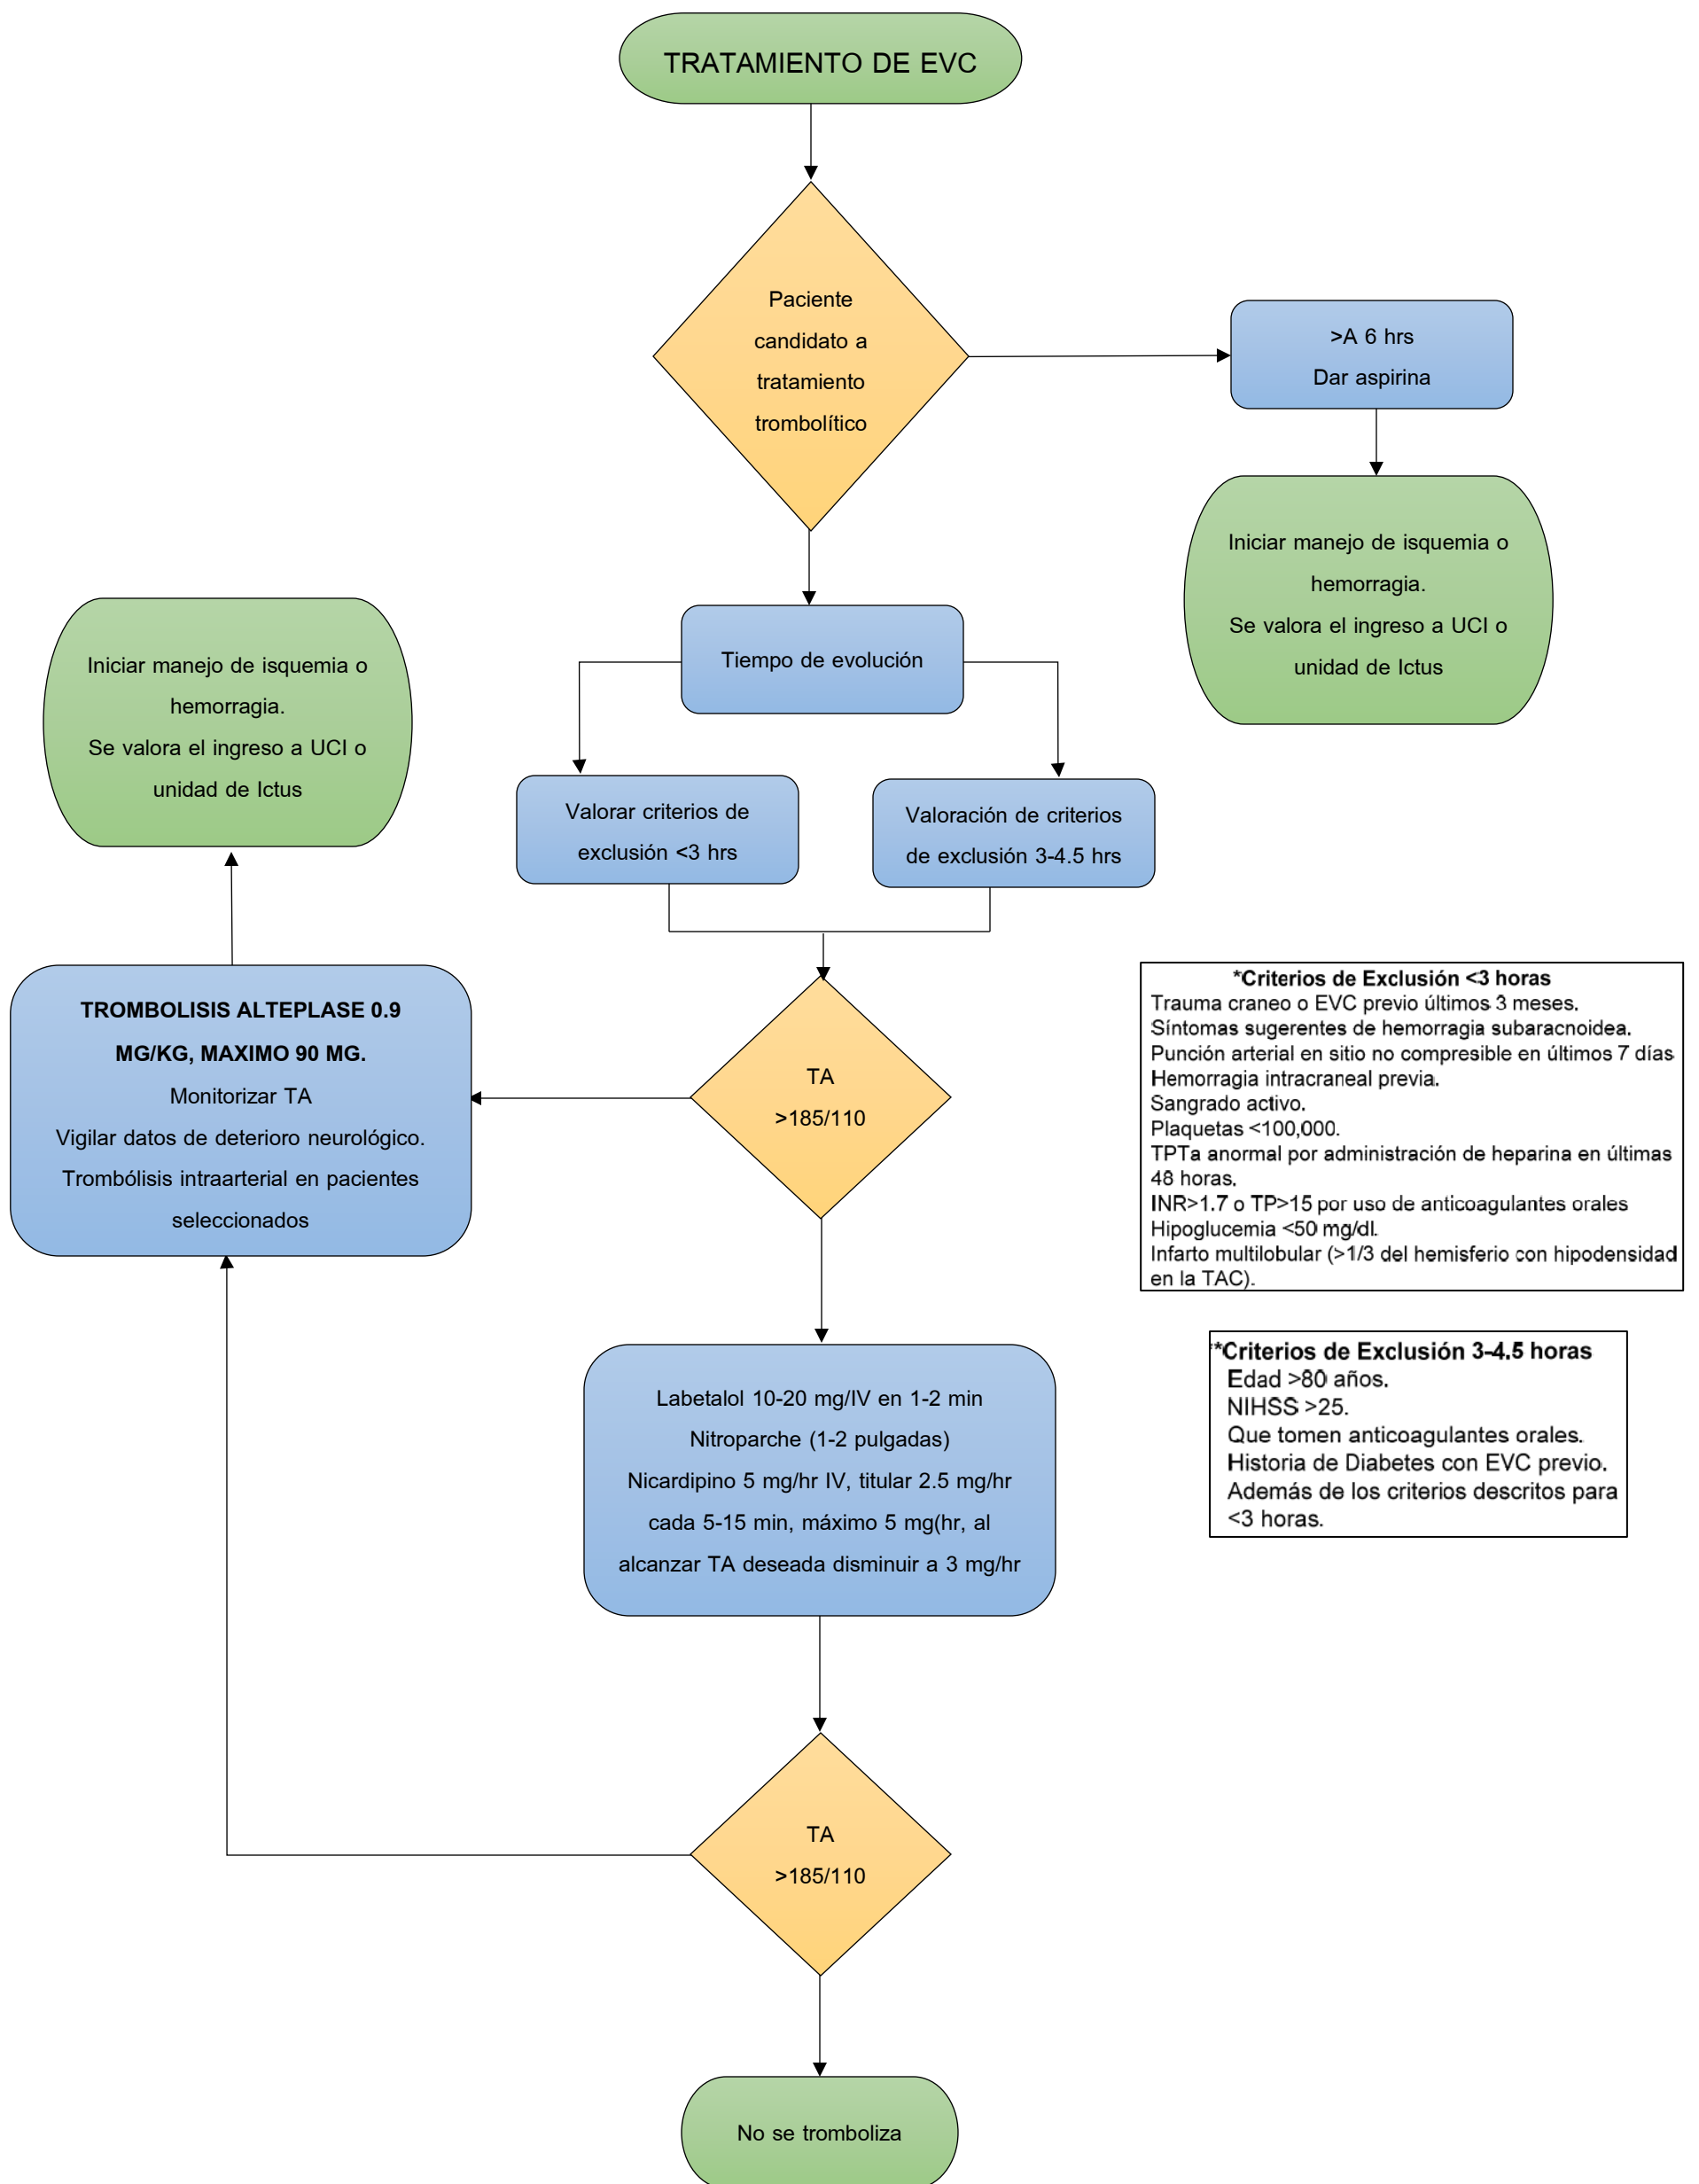 TRATAMIENTO DE EVC
Paciente
candidato a
tratamiento
trombolítico
>A 6 hrs
Dar aspirina
Iniciar manejo de isquemia o
hemorragia.
Se valora el ingreso a UCI o
unidad de Ictus
Tiempo de evolución
Iniciar manejo de isquemia o
hemorragia.
Se valora el ingreso a UCI o
unidad de Ictus
Valorar criterios de
exclusión <3 hrs
Valoración de criterios
de exclusión 3-4.5 hrs
TROMBOLISIS ALTEPLASE 0.9
MG/KG, MAXIMO 90 MG.
Monitorizar TA
Vigilar datos de deterioro neurológico.
Trombólisis intraarterial en pacientes
seleccionados
TA
>185/110
*Criterios de Exclusión <3 horas
Trauma craneo o EVC previo últimos 3 meses.
Síntomas sugerentes de hemorragia subaracnoidea.
Punción arterial en sitio no compresible en últimos 7 días
Hemorragia intracraneal previa.
Sangrado activo.
Plaquetas <100,000.
TPTa anormal por administración de heparina en últimas
48 horas.
INR>1.7 o TP>15 por uso de anticoagulantes orales
Hipoglucemia <50 mg/dl.
Infarto multilobular (>1/3 del hemisferio con hipodensidad
en la TAC).
**Criterios de Exclusión 3-4.5 horas
Edad >80 años.
NIHSS >25.
Que tomen anticoagulantes orales.
Historia de Diabetes con EVC previo.
Además de los criterios descritos para
<3 horas.
Labetalol 10-20 mg/IV en 1-2 min
Nitroparche (1-2 pulgadas)
Nicardipino 5 mg/hr IV, titular 2.5 mg/hr
cada 5-15 min, máximo 5 mg(hr, al
alcanzar TA deseada disminuir a 3 mg/hr
TA
>185/110
No se tromboliza